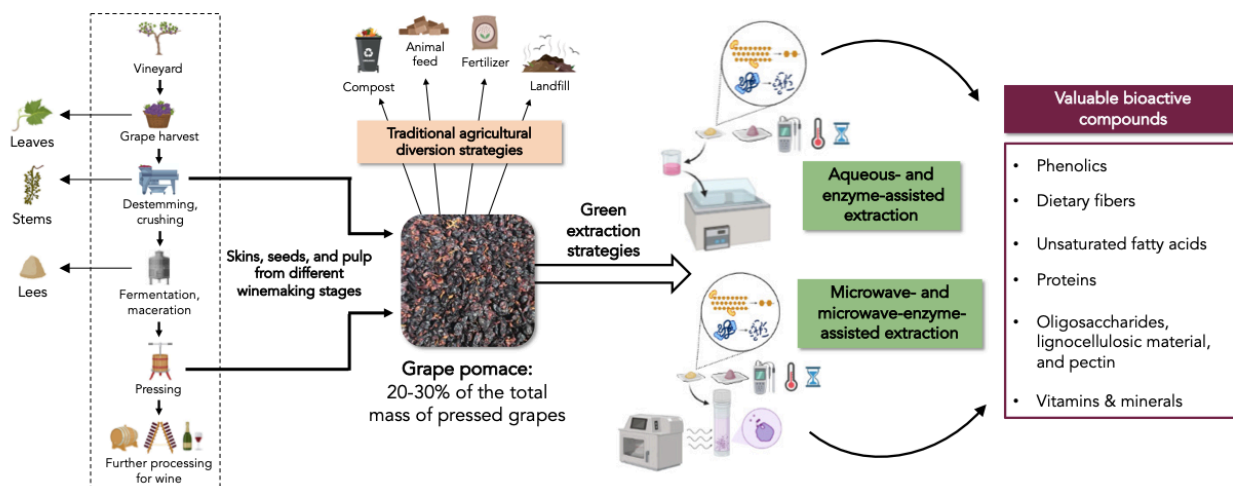 Vineyard
Leaves
Grape harvest
Stems
Destemming,
crushing
Lees
Fermentation,
maceration
Pressing
Further processing
for wine
Skins, seeds, and pulp
from different
winemaking stages
Compost
Animal
feed
Fertilizer
Landfill
Traditional agricultural
diversion strategies
Grape pomace:
20-30% of the total
mass of pressed grapes
Green
extraction
strategies
Aqueous- and
enzyme-assisted
extraction
Microwave- and
microwave-enzyme-
assisted extraction
Valuable bioactive
compounds
• Phenolics
• Dietary fibers
• Unsaturated fatty acids
• Proteins
• Oligosaccharides,
lignocellulosic material,
and pectin
• Vitamins & minerals